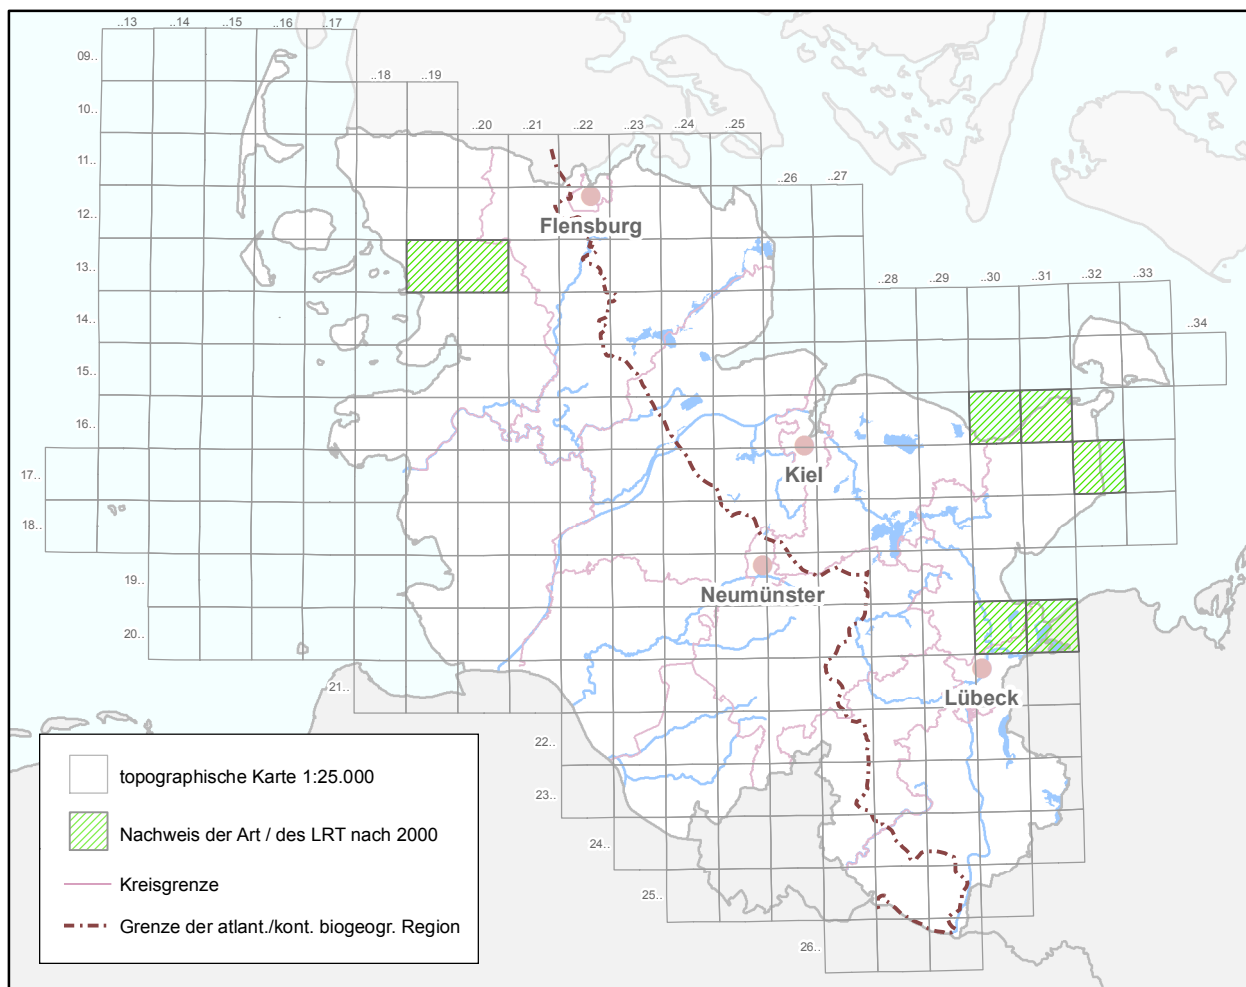 ..13 ..14 ..15 ..16 ..17
09..
..18 ..19
10..
..20 ..21 ..22 ..23 ..24 ..25
11..
..26 ..27
12..
Flensburg
13..
..28 ..29 ..30 ..31 ..32 ..33
14..
..34
15..
16..
Kiel
17..
18..
19..
Neumünster
20..
21..
Lübeck
22..
topographische Karte 1:25.000
23..
Nachweis der Art / des LRT nach 2000
24..
Kreisgrenze
25..
Grenze der atlant./kont. biogeogr. Region
26..